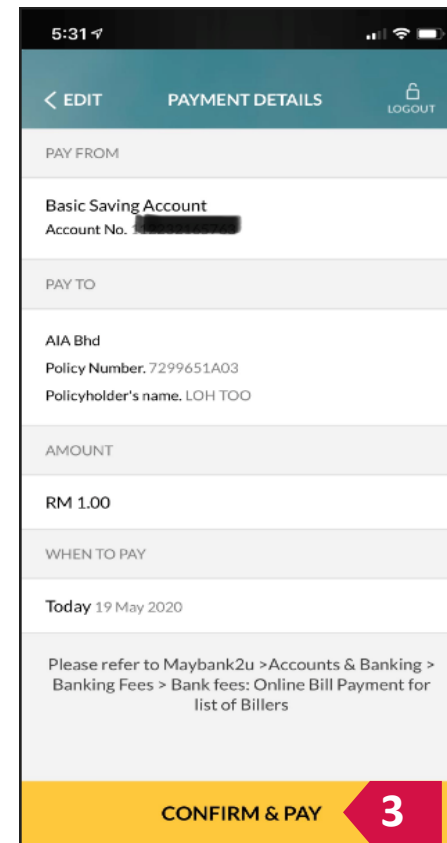 5:31
< EDIT PAYMENT DETAILS LOGOUT
PAY FROM
Basic Saving Account
Account No.
PAY TO
AIA Bhd
Policy Number. 7299651A03
Policyholder's name. LOH TOO
AMOUNT
RM 1.00
WHEN TO PAY
Today 19 May 2020
Please refer to Maybank2u >Accounts & Banking >
Banking Fees > Bank fees: Online Bill Payment for
list of Billers
CONFIRM & PAY 3